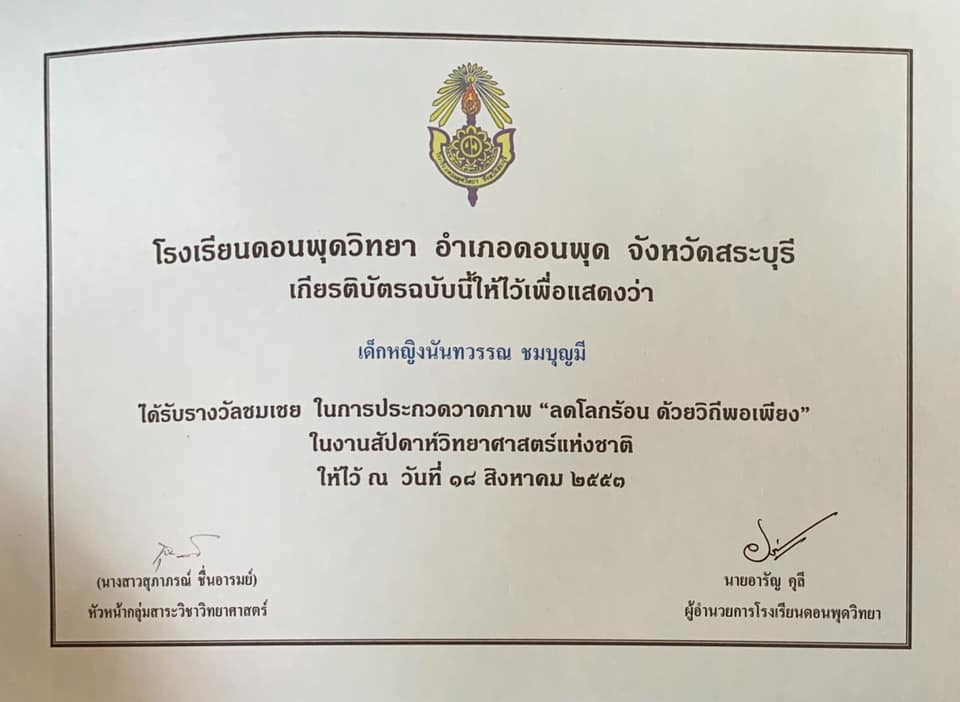 โรงเรียนดอนพุดวิทยา อำเภอดอนพุด จังหวัดสระบุรี
เกียรติบัตรฉบับนี้ให้ไว้เพื่อแสดงว่า
เด็กหญิงนันทวรรณ ชมบุญมี
ได้รับรางวัลชมเชย ในการประกวดวาดภาพ “ลดโลกร้อน ด้วยวิถีพอเพียง”
ในงานสัปดาห์วิทยาศาสตร์แห่งชาติ
ให้ไว้ ณ วันที่ ๑๘ สิงหาคม ๒๕๕๓
(นางสาวสุภาภรณ์ ชื่นอารมย์)
หัวหน้ากลุ่มสาระวิชาวิทยาศาสตร์
นายอารัญ คุลี
ผู้อำนวยการโรงเรียนดอนพุดวิทยา